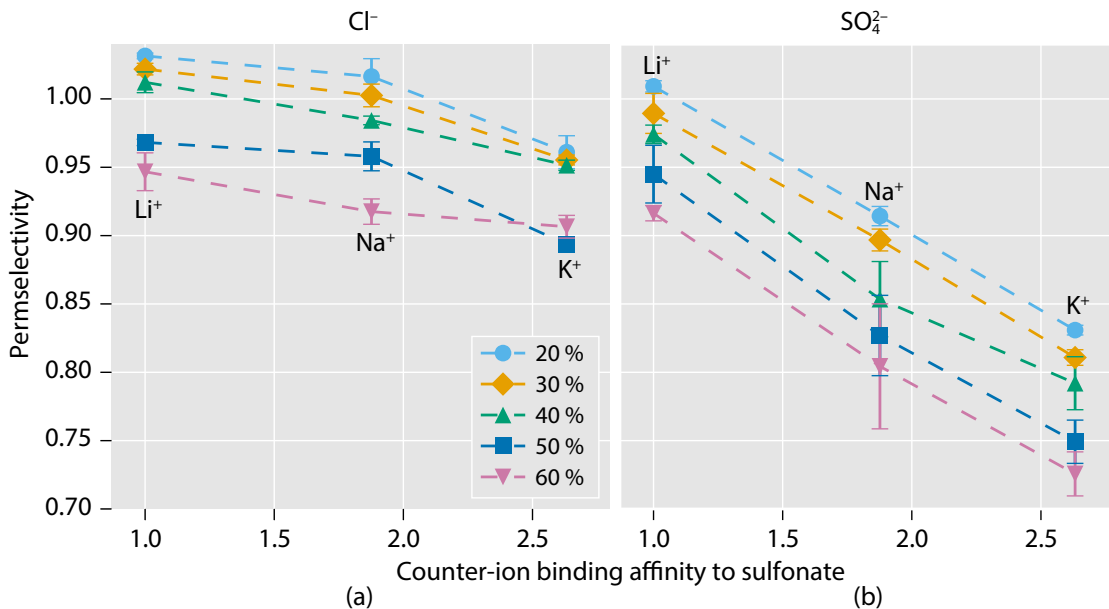 Cl⁻
SO₄²⁻
Permselectivity
1.00
0.95
0.90
0.85
0.80
0.75
0.70
Li⁺
Na⁺
K⁺
20 %
30 %
40 %
50 %
60 %
Li⁺
Na⁺
K⁺
1.0 1.5 2.0 2.5
1.0 1.5 2.0 2.5
Counter-ion binding affinity to sulfonate
(a)
(b)